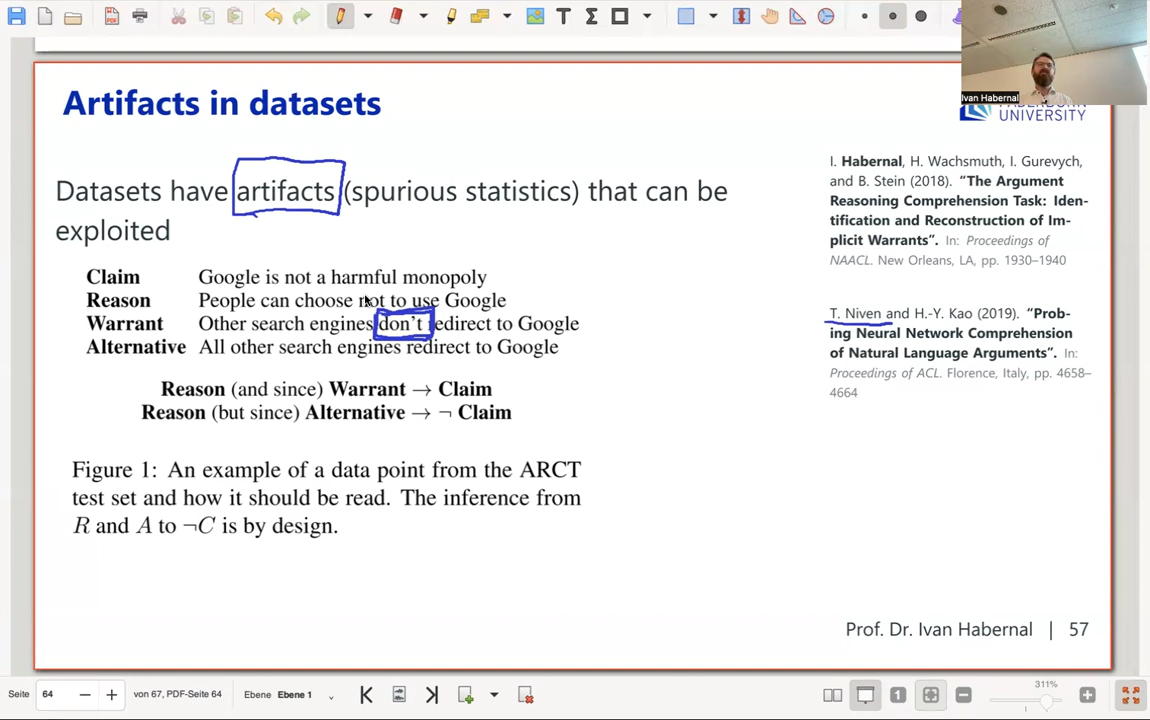 Ivan Habernal
Artifacts in datasets
UNIVERSITY
Datasets have artifacts (spurious statistics) that can be
exploited
Claim Google is not a harmful monopoly
Reason People can choose not to use Google
Warrant Other search engines don't redirect to Google
Alternative All other search engines redirect to Google
Reason (and since) Warrant → Claim
Reason (but since) Alternative → ¬ Claim
Figure 1: An example of a data point from the ARCT
test set and how it should be read. The inference from
R and A to ¬C is by design.
I. Habernal, H. Wachsmuth, I. Gurevych,
and B. Stein (2018). "The Argument
Reasoning Comprehension Task: Iden-
tification and Reconstruction of Im-
plicit Warrants". In: Proceedings of
NAACL. New Orleans, LA, pp. 1930–1940
T. Niven and H.-Y. Kao (2019). "Prob-
ing Neural Network Comprehension
of Natural Language Arguments". In:
Proceedings of ACL. Florence, Italy, pp. 4658–
4664
Prof. Dr. Ivan Habernal | 57
Seite 64 von 67, PDF-Seite 64 Ebene Ebene 1 311%